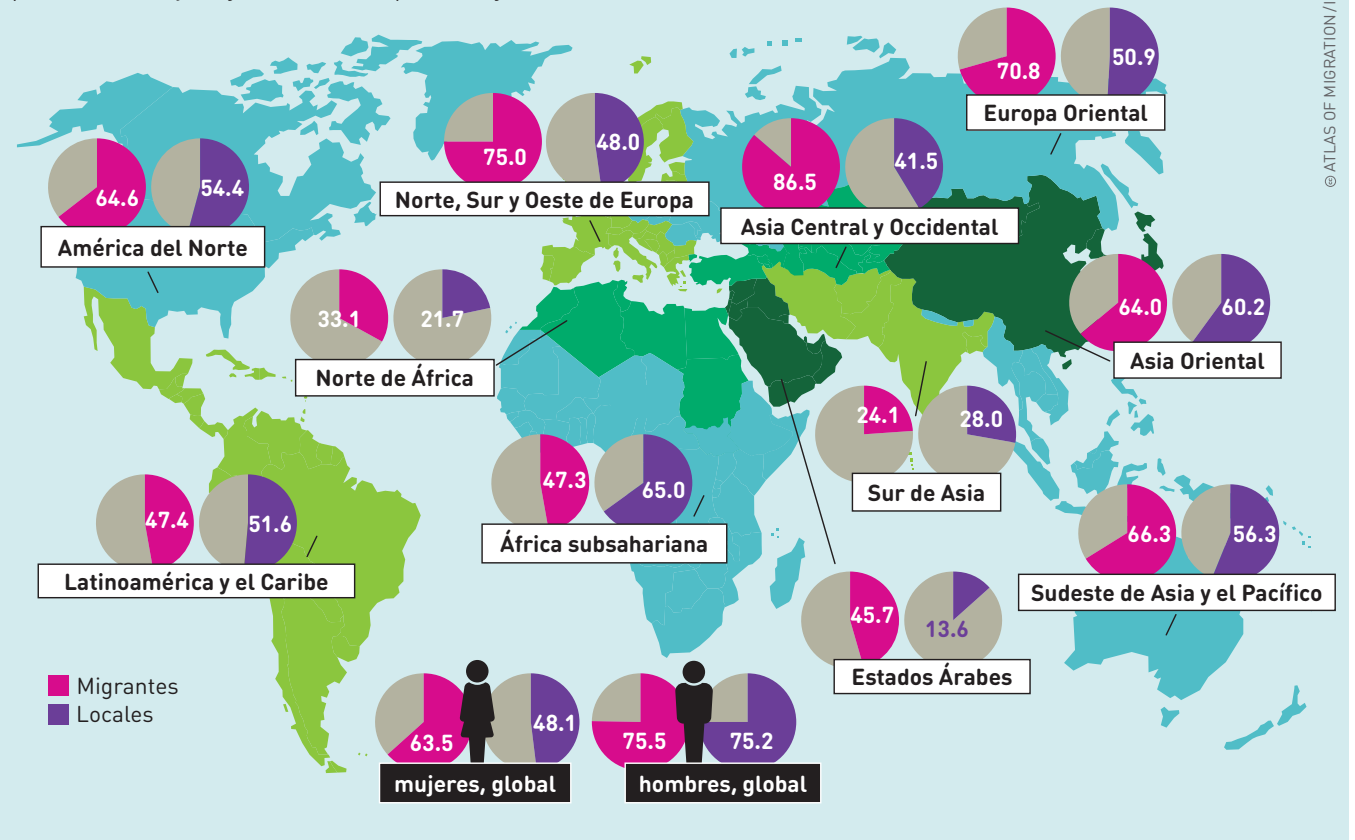 © ATLAS OF MIGRATION/
70.8
50.9
Europa Oriental
75.0
48.0
Norte, Sur y Oeste de Europa
86.5
41.5
Asia Central y Occidental
64.6
54.4
América del Norte
33.1
21.7
Norte de África
64.0
60.2
Asia Oriental
24.1
28.0
Sur de Asia
47.3
65.0
África subsahariana
47.4
51.6
Latinoamérica y el Caribe
66.3
56.3
Sudeste de Asia y el Pacífico
45.7
13.6
Estados Árabes
Migrantes
Locales
63.5
48.1
mujeres, global
75.5
75.2
hombres, global